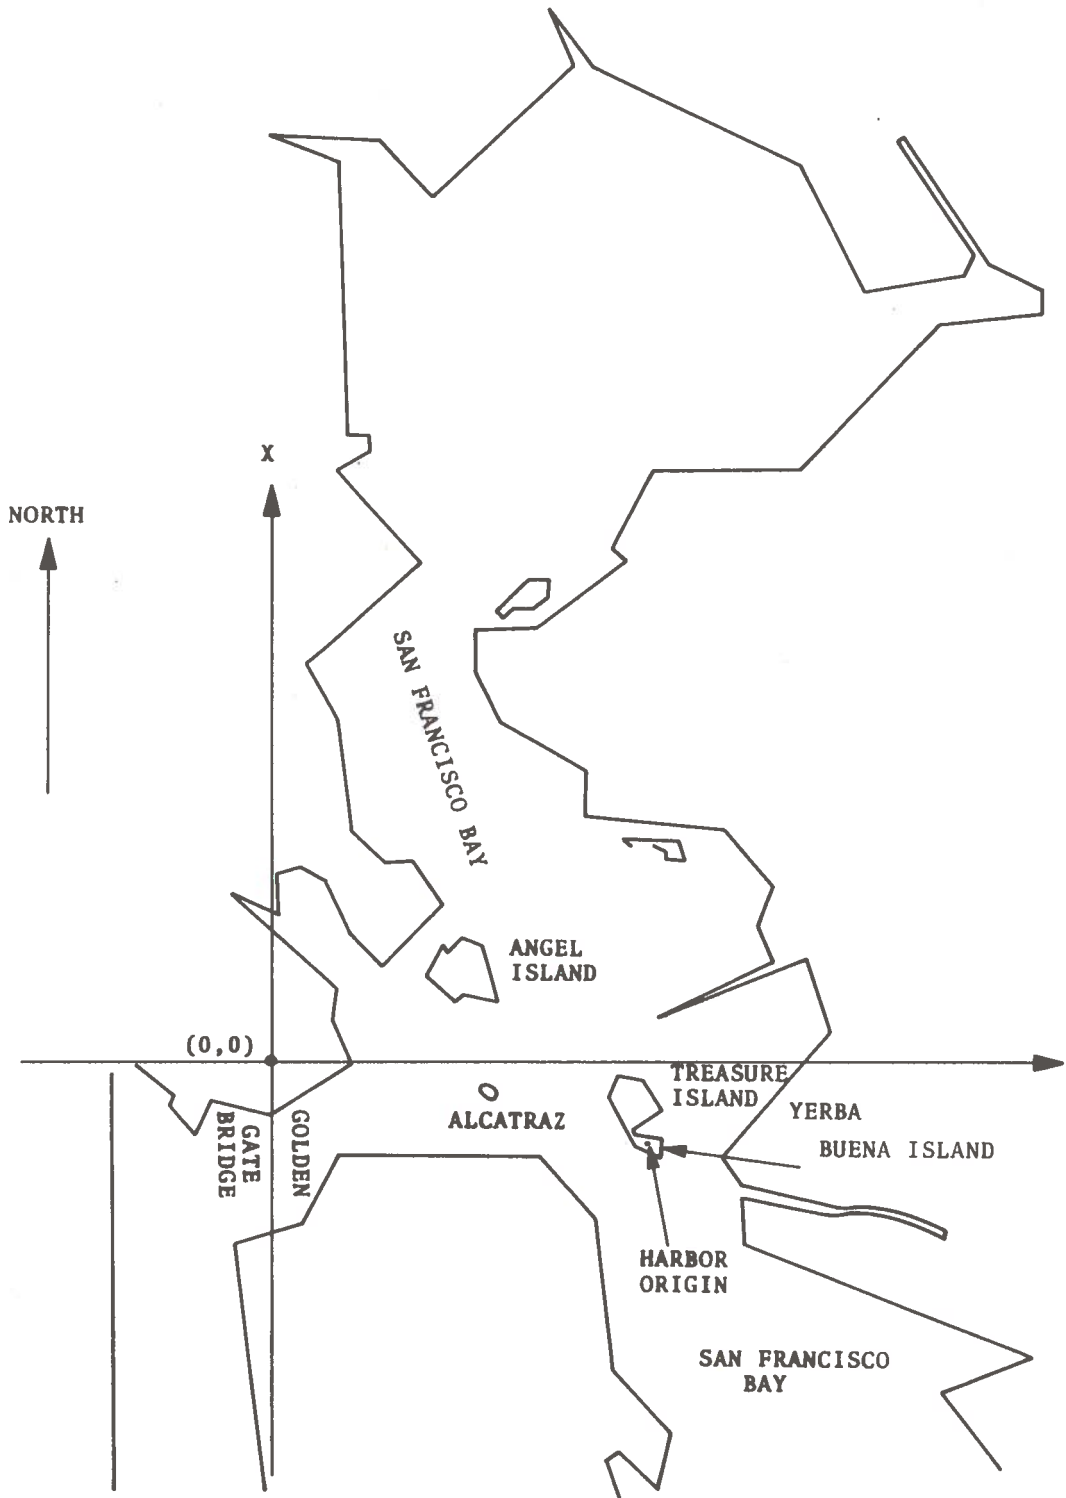 X
NORTH
SAN FRANCISCO BAY
ANGEL
ISLAND
(0,0)
TREASURE
ISLAND
ALCATRAZ
YERBA
BUENA ISLAND
GOLDEN
GATE
BRIDGE
HARBOR
ORIGIN
SAN FRANCISCO
BAY